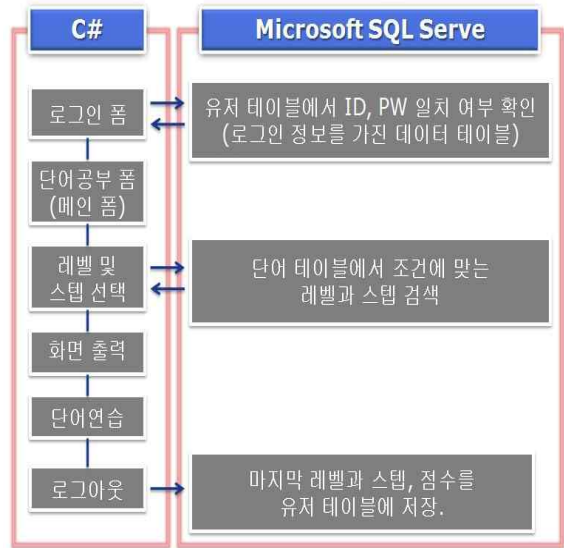 C#
Microsoft SQL Serve
로그인 폼
유저 테이블에서 ID, PW 일치 여부 확인
(로그인 정보를 가진 데이터 테이블)
단어공부 폼
(메인 폼)
레벨 및
스텝 선택
단어 테이블에서 조건에 맞는
레벨과 스텝 검색
화면 출력
단어연습
로그아웃
마지막 레벨과 스텝, 점수를
유저 테이블에 저장.